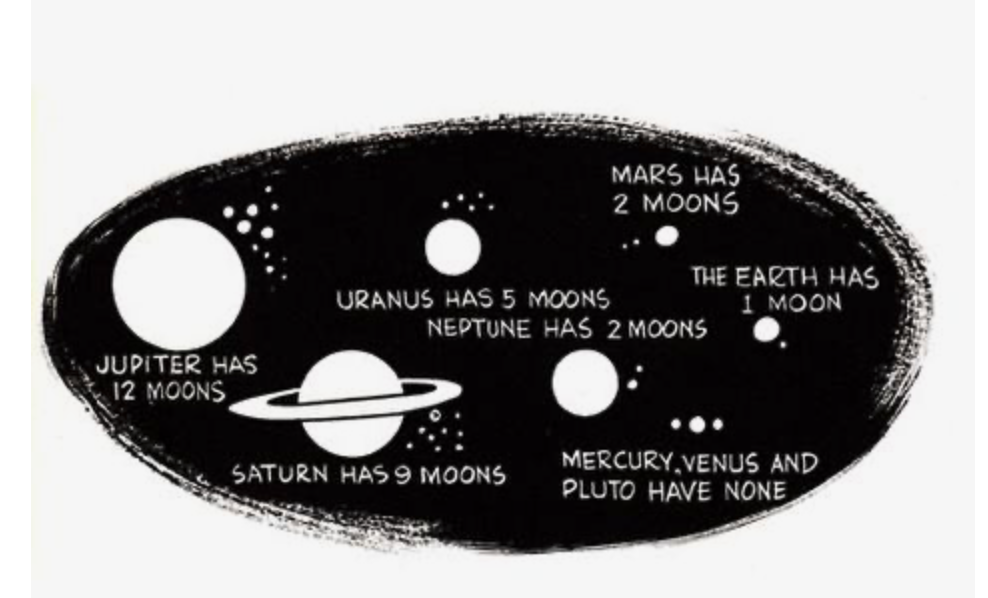 MARS HAS
2 MOONS
THE EARTH HAS
1 MOON
URANUS HAS 5 MOONS
NEPTUNE HAS 2 MOONS
JUPITER HAS
12 MOONS
SATURN HAS 9 MOONS
MERCURY, VENUS AND
PLUTO HAVE NONE